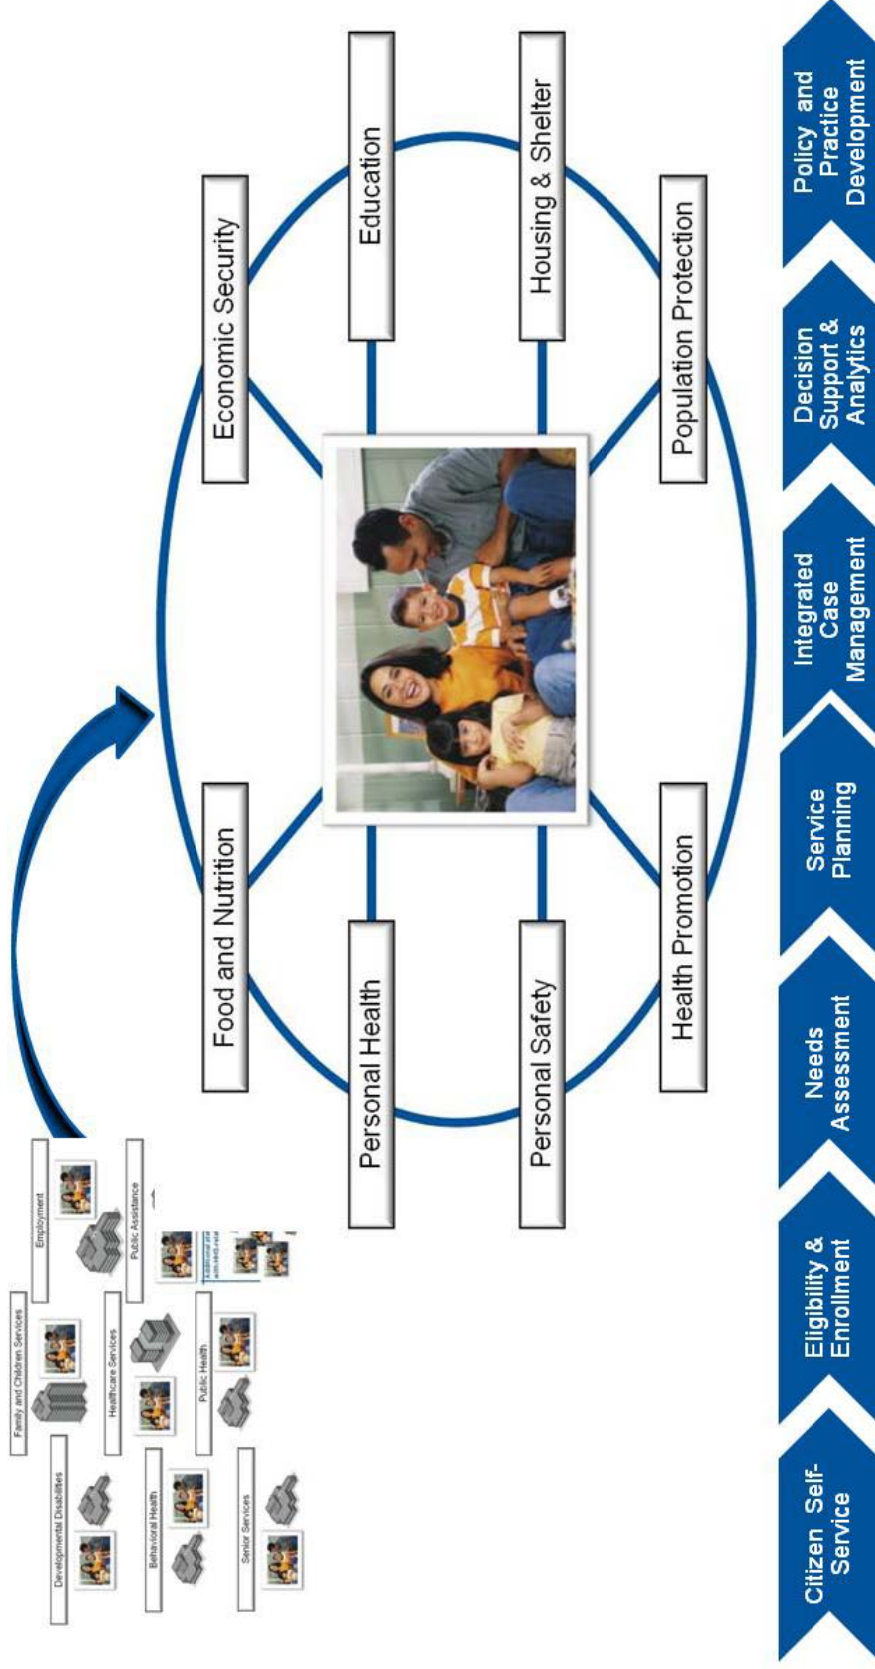 Family and Children Services
Employment
Developmental Disabilities
Healthcare Services
Public Assistance
Behavioral Health
Public Health
Senior Services
Food and Nutrition
Economic Security
Personal Health
Education
Personal Safety
Housing & Shelter
Health Promotion
Population Protection
Citizen Self-
Service
Eligibility &
Enrollment
Needs
Assessment
Service
Planning
Integrated
Case
Management
Decision
Support &
Analytics
Policy and
Practice
Development